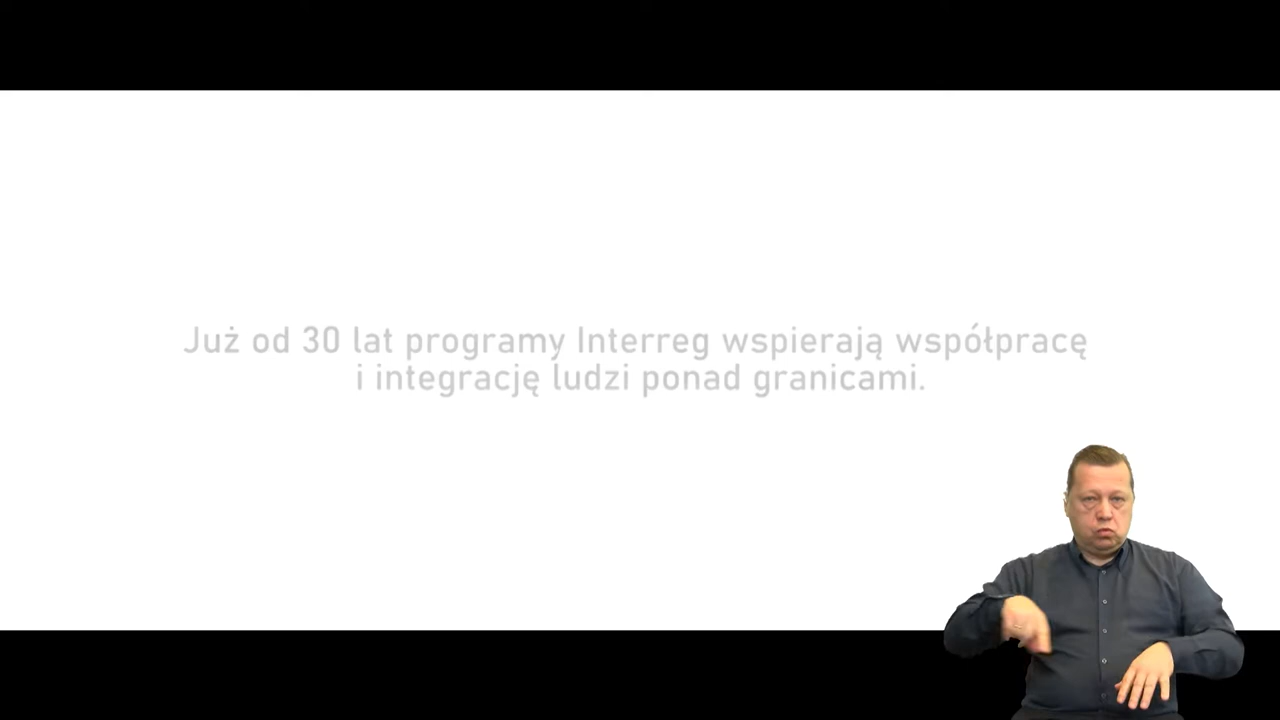 Już od 30 lat programy Interreg wspierają współpracę
i integrację ludzi ponad granicami.